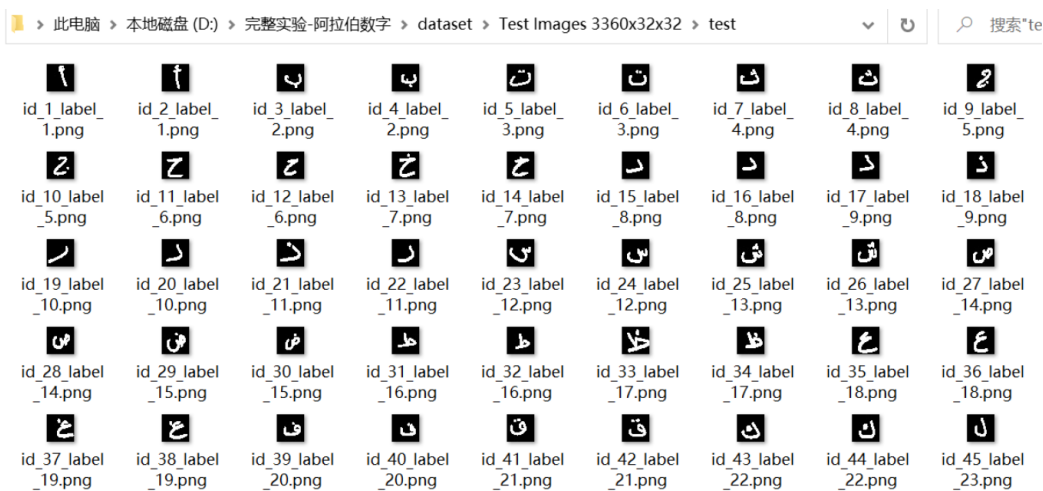 此电脑 > 本地磁盘 (D:) > 完整实验-阿拉伯数字 > dataset > Test Images 3360x32x32 > test 搜索"te
أ أ ب ب ت ت ث ث ج
id_1_label_1.png id_2_label_1.png id_3_label_2.png id_4_label_2.png id_5_label_3.png id_6_label_3.png id_7_label_4.png id_8_label_4.png id_9_label_5.png
ج ح ح خ خ د د ذ ذ
id_10_label_5.png id_11_label_6.png id_12_label_6.png id_13_label_7.png id_14_label_7.png id_15_label_8.png id_16_label_8.png id_17_label_9.png id_18_label_9.png
ر ر ز ر س س ش ش ص
id_19_label_10.png id_20_label_10.png id_21_label_11.png id_22_label_11.png id_23_label_12.png id_24_label_12.png id_25_label_13.png id_26_label_13.png id_27_label_14.png
ص ض ض ط ط ظ ظ ع ع
id_28_label_14.png id_29_label_15.png id_30_label_15.png id_31_label_16.png id_32_label_16.png id_33_label_17.png id_34_label_17.png id_35_label_18.png id_36_label_18.png
غ غ ف ف ق ق ك ك ل
id_37_label_19.png id_38_label_19.png id_39_label_20.png id_40_label_20.png id_41_label_21.png id_42_label_21.png id_43_label_22.png id_44_label_22.png id_45_label_23.png